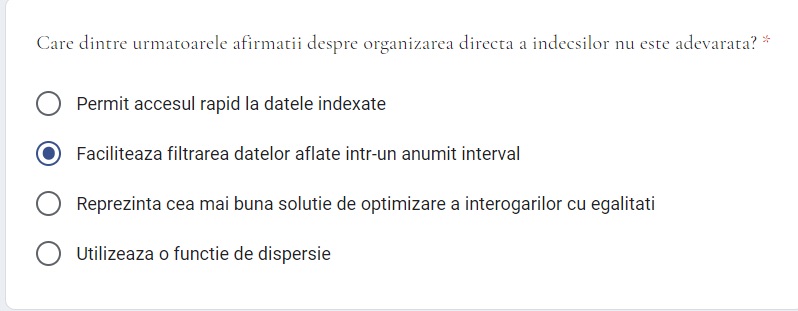 Care dintre urmatoarele afirmatii despre organizarea directa a indecsilor nu este adevarata? *
Permit accesul rapid la datele indexate
Faciliteaza filtrarea datelor aflate intr-un anumit interval
Reprezinta cea mai buna solutie de optimizare a interogarilor cu egalitati
Utilizeaza o functie de dispersie